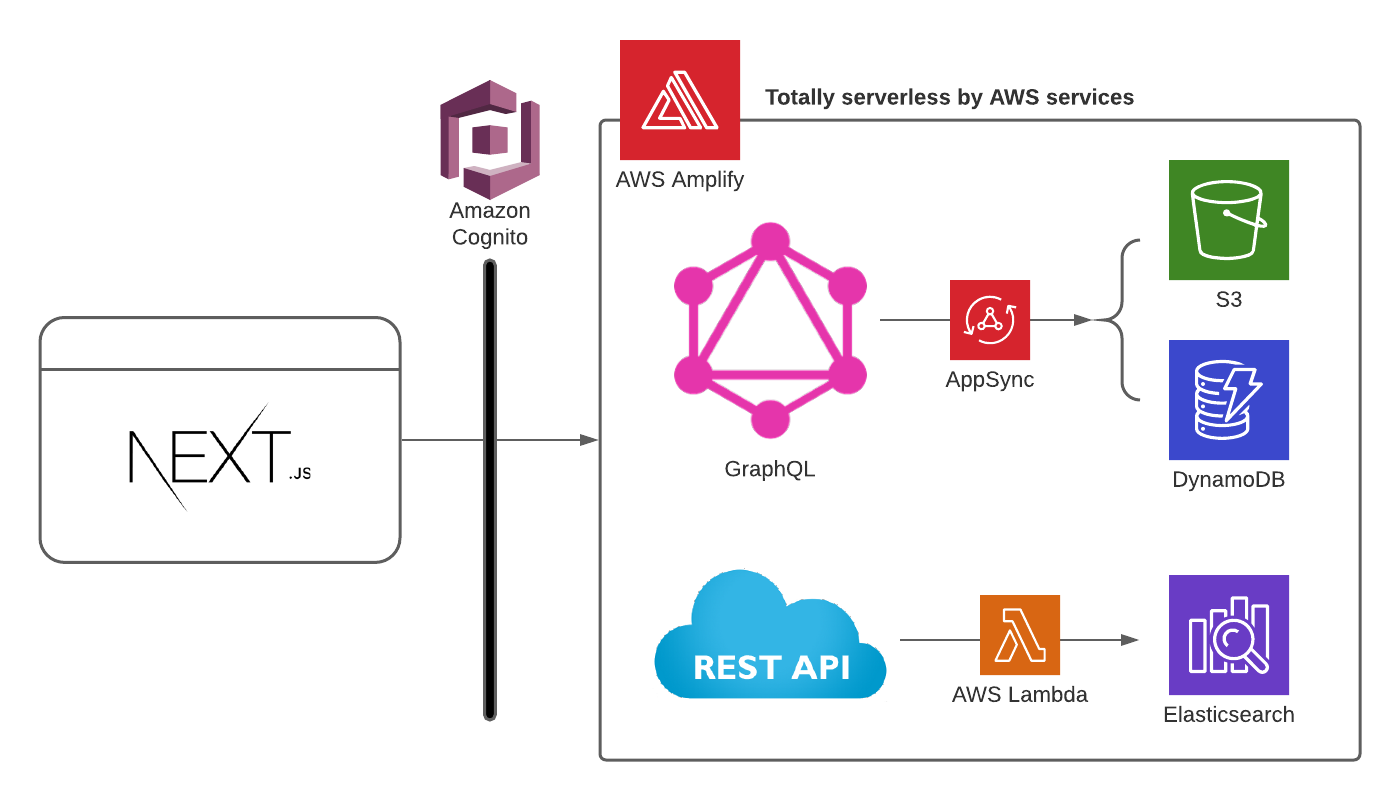 Totally serverless by AWS services
AWS Amplify
Amazon
Cognito
S3
AppSync
GraphQL
DynamoDB
NEXT.JS
REST API
AWS Lambda
Elasticsearch